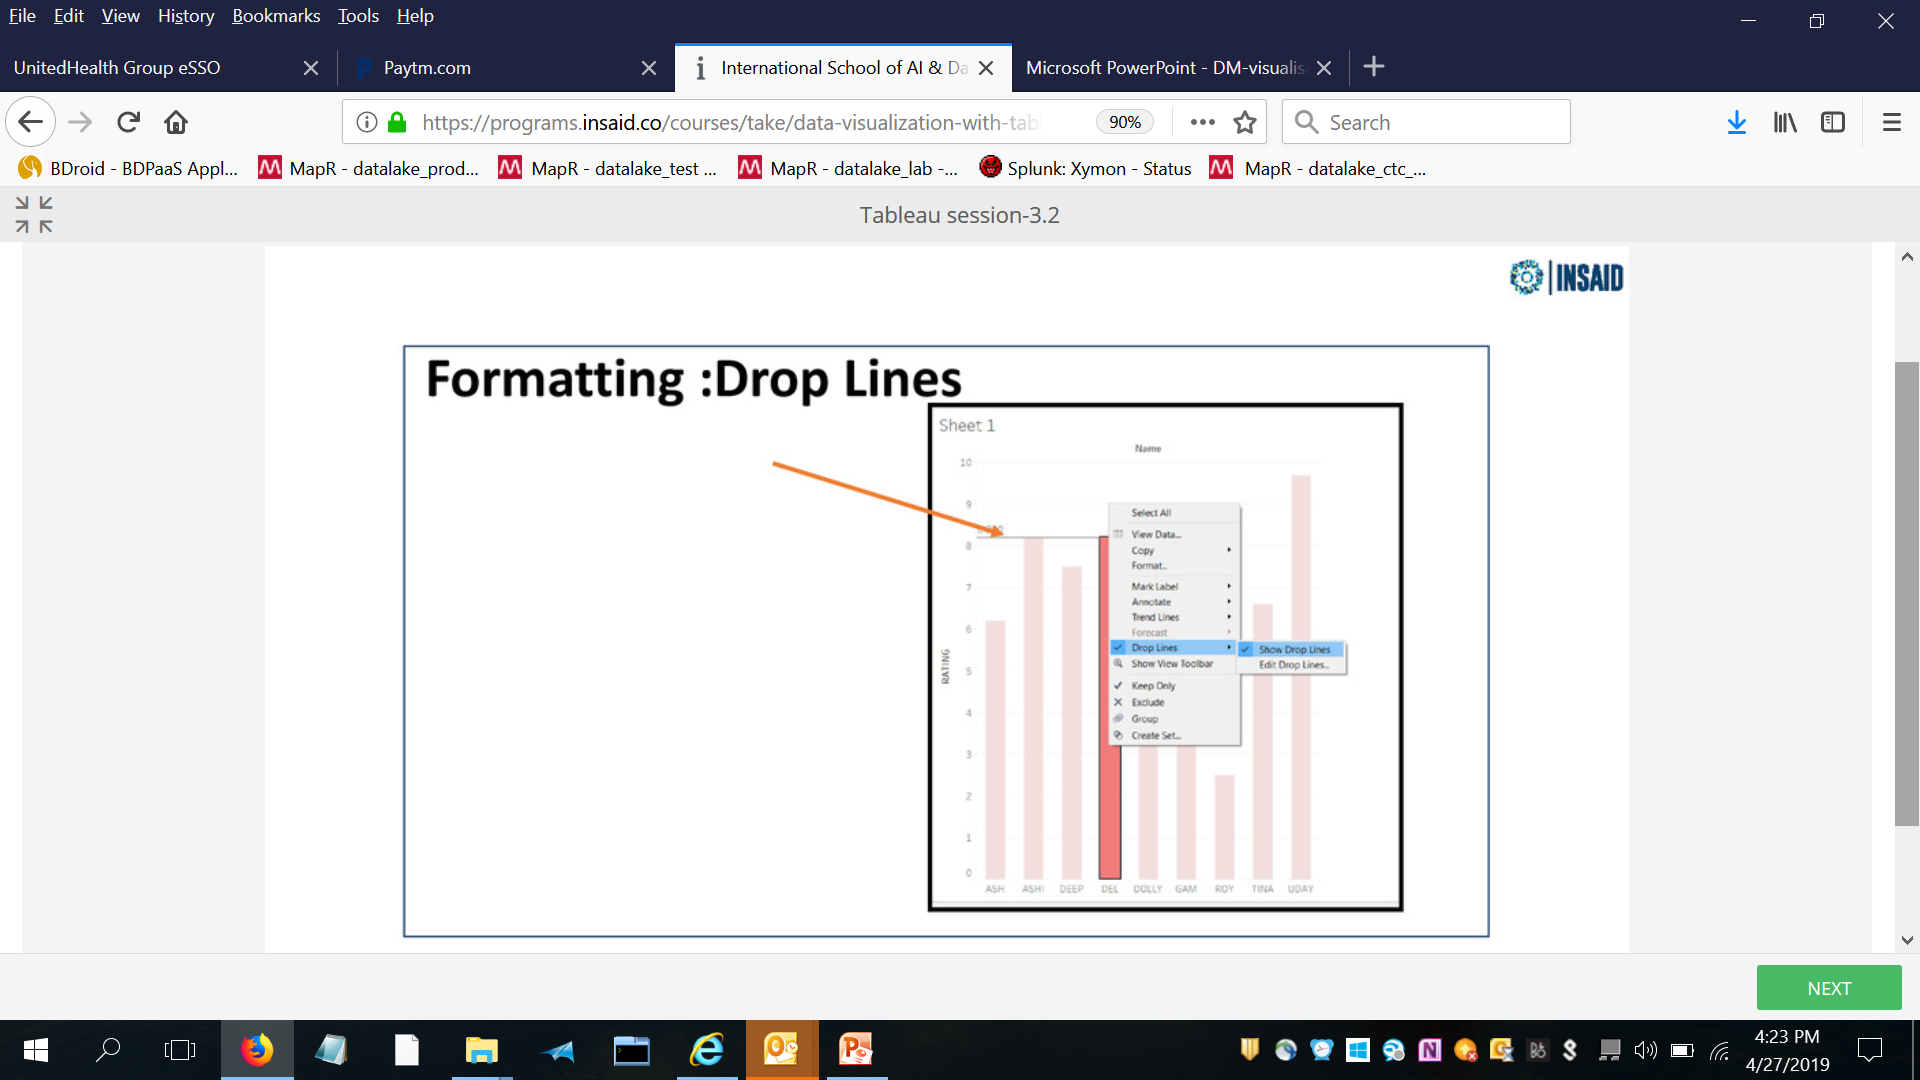 File Edit View History Bookmarks Tools Help
UnitedHealth Group eSSO
Paytm.com
International School of AI & Da
Microsoft PowerPoint - DM-visualis
https://programs.insaid.co/courses/take/data-visualization-with-tabl
90%
Search
BDroid - BDPaaS Appl...
MapR - datalake_prod...
MapR - datalake_test ...
MapR - datalake_lab -...
Splunk: Xymon - Status
MapR - datalake_ctc_...
Tableau session-3.2
INSAID
Formatting :Drop Lines
Sheet 1
Name
10
9
8
7
6
5
4
3
2
1
0
RATING
Select All
View Data...
Copy
Format...
Mark Label
Annotate
Trend Lines
Forecast
Drop Lines
Show View Toolbar
Keep Only
Exclude
Group
Create Set...
Show Drop Lines
Edit Drop Lines...
ASH ASHI DEEP DEL DOLLY GAM ROY TINA UDAY
NEXT
4:23 PM
4/27/2019